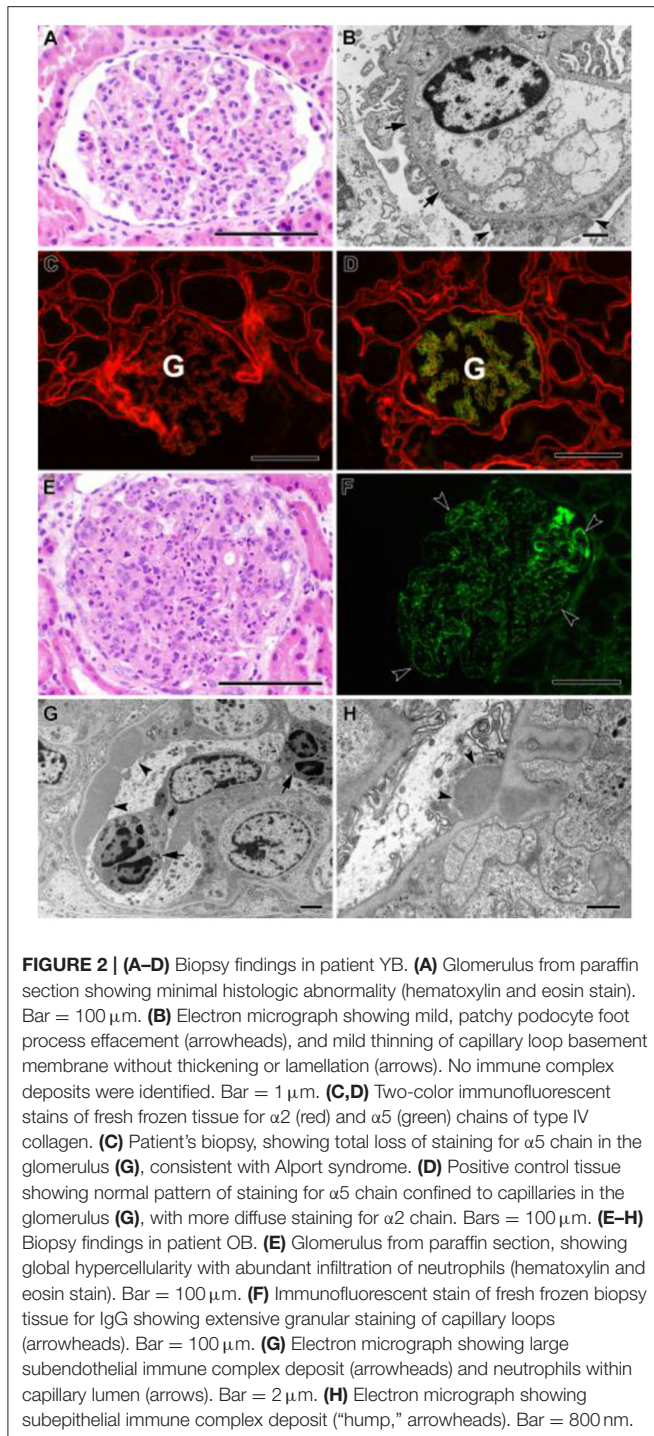 A
B
C
D
G
G
E
F
G
H
FIGURE 2 | (A–D) Biopsy findings in patient YB. (A) Glomerulus from paraffin
section showing minimal histologic abnormality (hematoxylin and eosin stain).
Bar = 100 μm. (B) Electron micrograph showing mild, patchy podocyte foot
process effacement (arrowheads), and mild thinning of capillary loop basement
membrane without thickening or lamellation (arrows). No immune complex
deposits were identified. Bar = 1 μm. (C,D) Two-color immunofluorescent
stains of fresh frozen tissue for α2 (red) and α5 (green) chains of type IV
collagen. (C) Patient's biopsy, showing total loss of staining for α5 chain in the
glomerulus (G), consistent with Alport syndrome. (D) Positive control tissue
showing normal pattern of staining for α5 chain confined to capillaries in the
glomerulus (G), with more diffuse staining for α2 chain. Bars = 100 μm. (E–H)
Biopsy findings in patient OB. (E) Glomerulus from paraffin section, showing
global hypercellularity with abundant infiltration of neutrophils (hematoxylin and
eosin stain). Bar = 100 μm. (F) Immunofluorescent stain of fresh frozen biopsy
tissue for IgG showing extensive granular staining of capillary loops
(arrowheads). Bar = 100 μm. (G) Electron micrograph showing large
subendothelial immune complex deposit (arrowheads) and neutrophils within
capillary lumen (arrows). Bar = 2 μm. (H) Electron micrograph showing
subepithelial immune complex deposit ("hump," arrowheads). Bar = 800 nm.